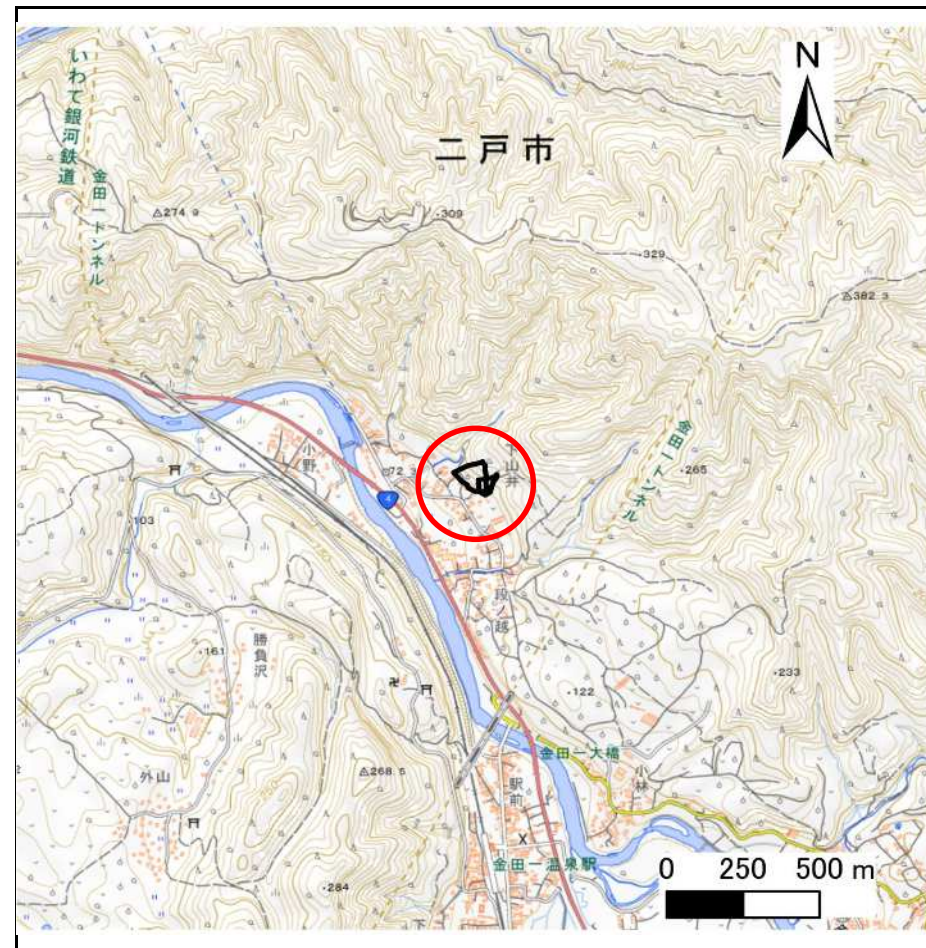 N
二戸市
いわて銀河鉄道
金田一トンネル
274.9
309
329
382.3
小野
72
下山井
金田一トンネル
265
4
103
段ノ越
161
勝負沢
233
122
金田一大橋
小林
外山
268.5
駅前
X
金田一温泉駅
284
下
0 250 500 m